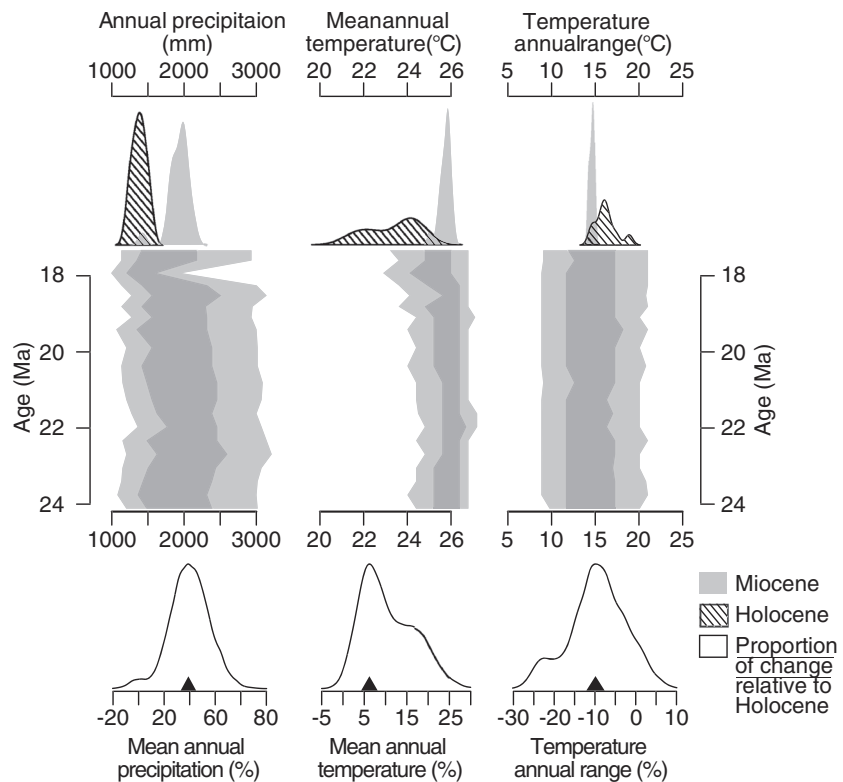 Annual precipitaion
(mm)
Meanannual
temperature(°C)
Temperature
annualrange(°C)
1000 2000 3000
20 22 24 26
5 10 15 20 25
Age (Ma)
18
20
22
24
18
20
22
24
Age (Ma)
1000 2000 3000
20 22 24 26
5 10 15 20 25
Miocene
Holocene
Proportion
of change
relative to
Holocene
-20 0 20 40 60 80
-5 5 15 25
-30 -20 -10 0 10
Mean annual
precipitation (%)
Mean annual
temperature (%)
Temperature
annual range (%)